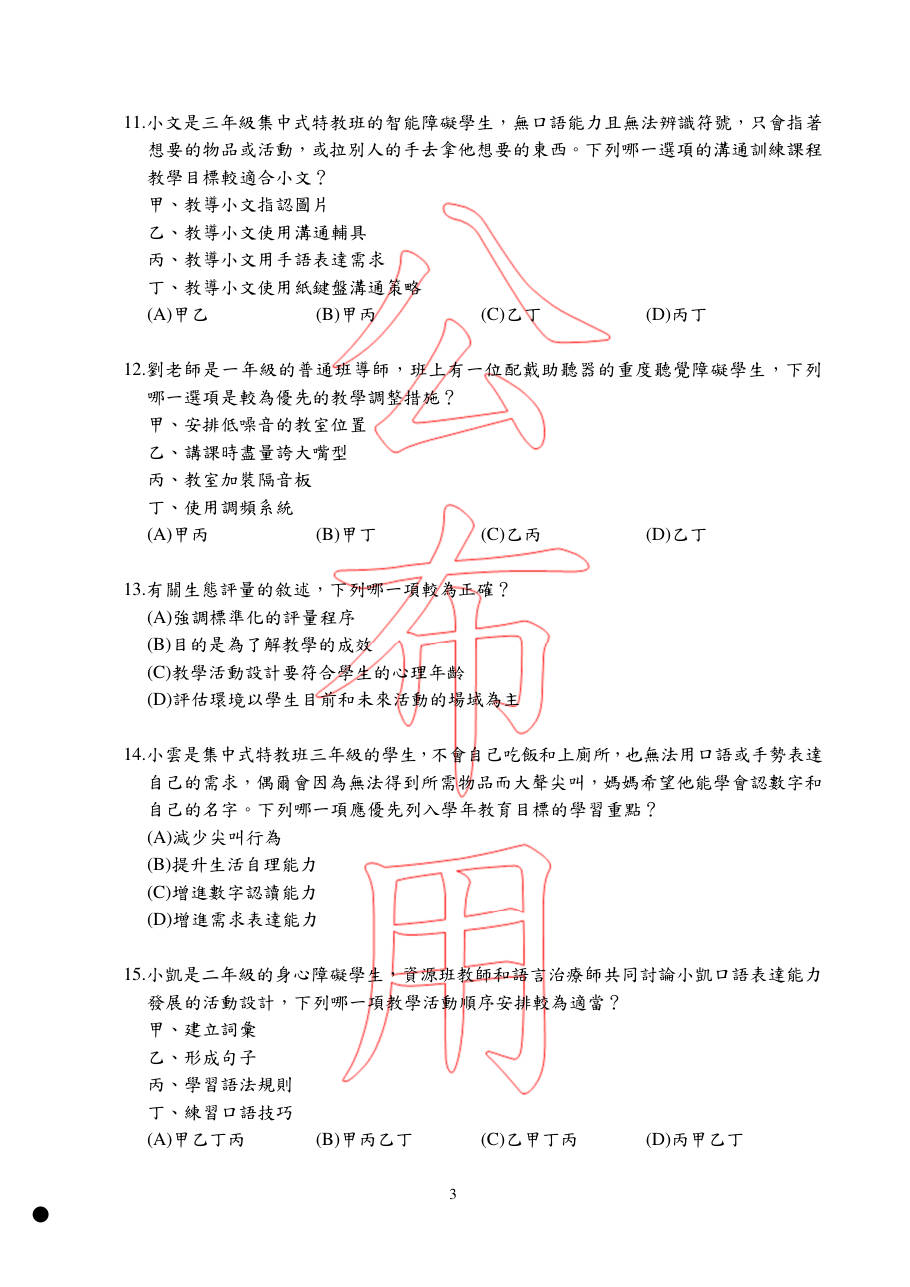 11.小文是三年級集中式特教班的智能障礙學生，無口語能力且無法辨識符號，只會指著
想要的物品或活動，或拉別人的手去拿他想要的東西。下列哪一選項的溝通訓練課程
教學目標較適合小文？
甲、教導小文指認圖片
乙、教導小文使用溝通輔具
丙、教導小文用手語表達需求
丁、教導小文使用紙鍵盤溝通策略
(A)甲乙 (B)甲丙 (C)乙丁 (D)丙丁
12.劉老師是一年級的普通班導師，班上有一位配戴助聽器的重度聽覺障礙學生，下列
哪一選項是較為優先的教學調整措施？
甲、安排低噪音的教室位置
乙、講課時盡量誇大嘴型
丙、教室加裝隔音板
丁、使用調頻系統
(A)甲丙 (B)甲丁 (C)乙丙 (D)乙丁
13.有關生態評量的敘述，下列哪一項較為正確？
(A)強調標準化的評量程序
(B)目的是為了解教學的成效
(C)教學活動設計要符合學生的心理年齡
(D)評估環境以學生目前和未來活動的場域為主
14.小雲是集中式特教班三年級的學生，不會自己吃飯和上廁所，也無法用口語或手勢表達
自己的需求，偶爾會因為無法得到所需物品而大聲尖叫，媽媽希望他能學會認數字和
自己的名字。下列哪一項應優先列入學年教育目標的學習重點？
(A)減少尖叫行為
(B)提升生活自理能力
(C)增進數字認讀能力
(D)增進需求表達能力
15.小凱是二年級的身心障礙學生，資源班教師和語言治療師共同討論小凱口語表達能力
發展的活動設計，下列哪一項教學活動順序安排較為適當？
甲、建立詞彙
乙、形成句子
丙、學習語法規則
丁、練習口語技巧
(A)甲乙丁丙 (B)甲丙乙丁 (C)乙甲丁丙 (D)丙甲乙丁
3
公布用